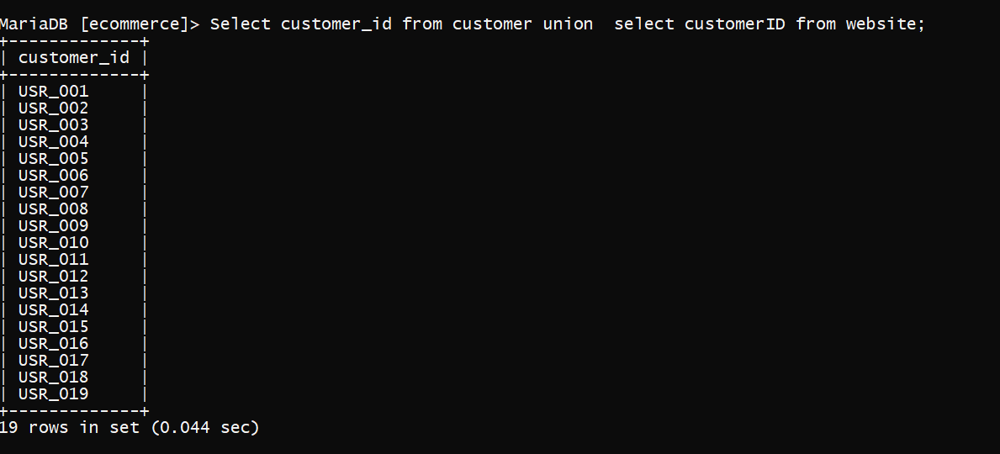 MariaDB [ecommerce]> Select customer_id from customer union  select customerID from website;
+-------------+
| customer_id |
+-------------+
| USR_001     |
| USR_002     |
| USR_003     |
| USR_004     |
| USR_005     |
| USR_006     |
| USR_007     |
| USR_008     |
| USR_009     |
| USR_010     |
| USR_011     |
| USR_012     |
| USR_013     |
| USR_014     |
| USR_015     |
| USR_016     |
| USR_017     |
| USR_018     |
| USR_019     |
+-------------+
19 rows in set (0.044 sec)